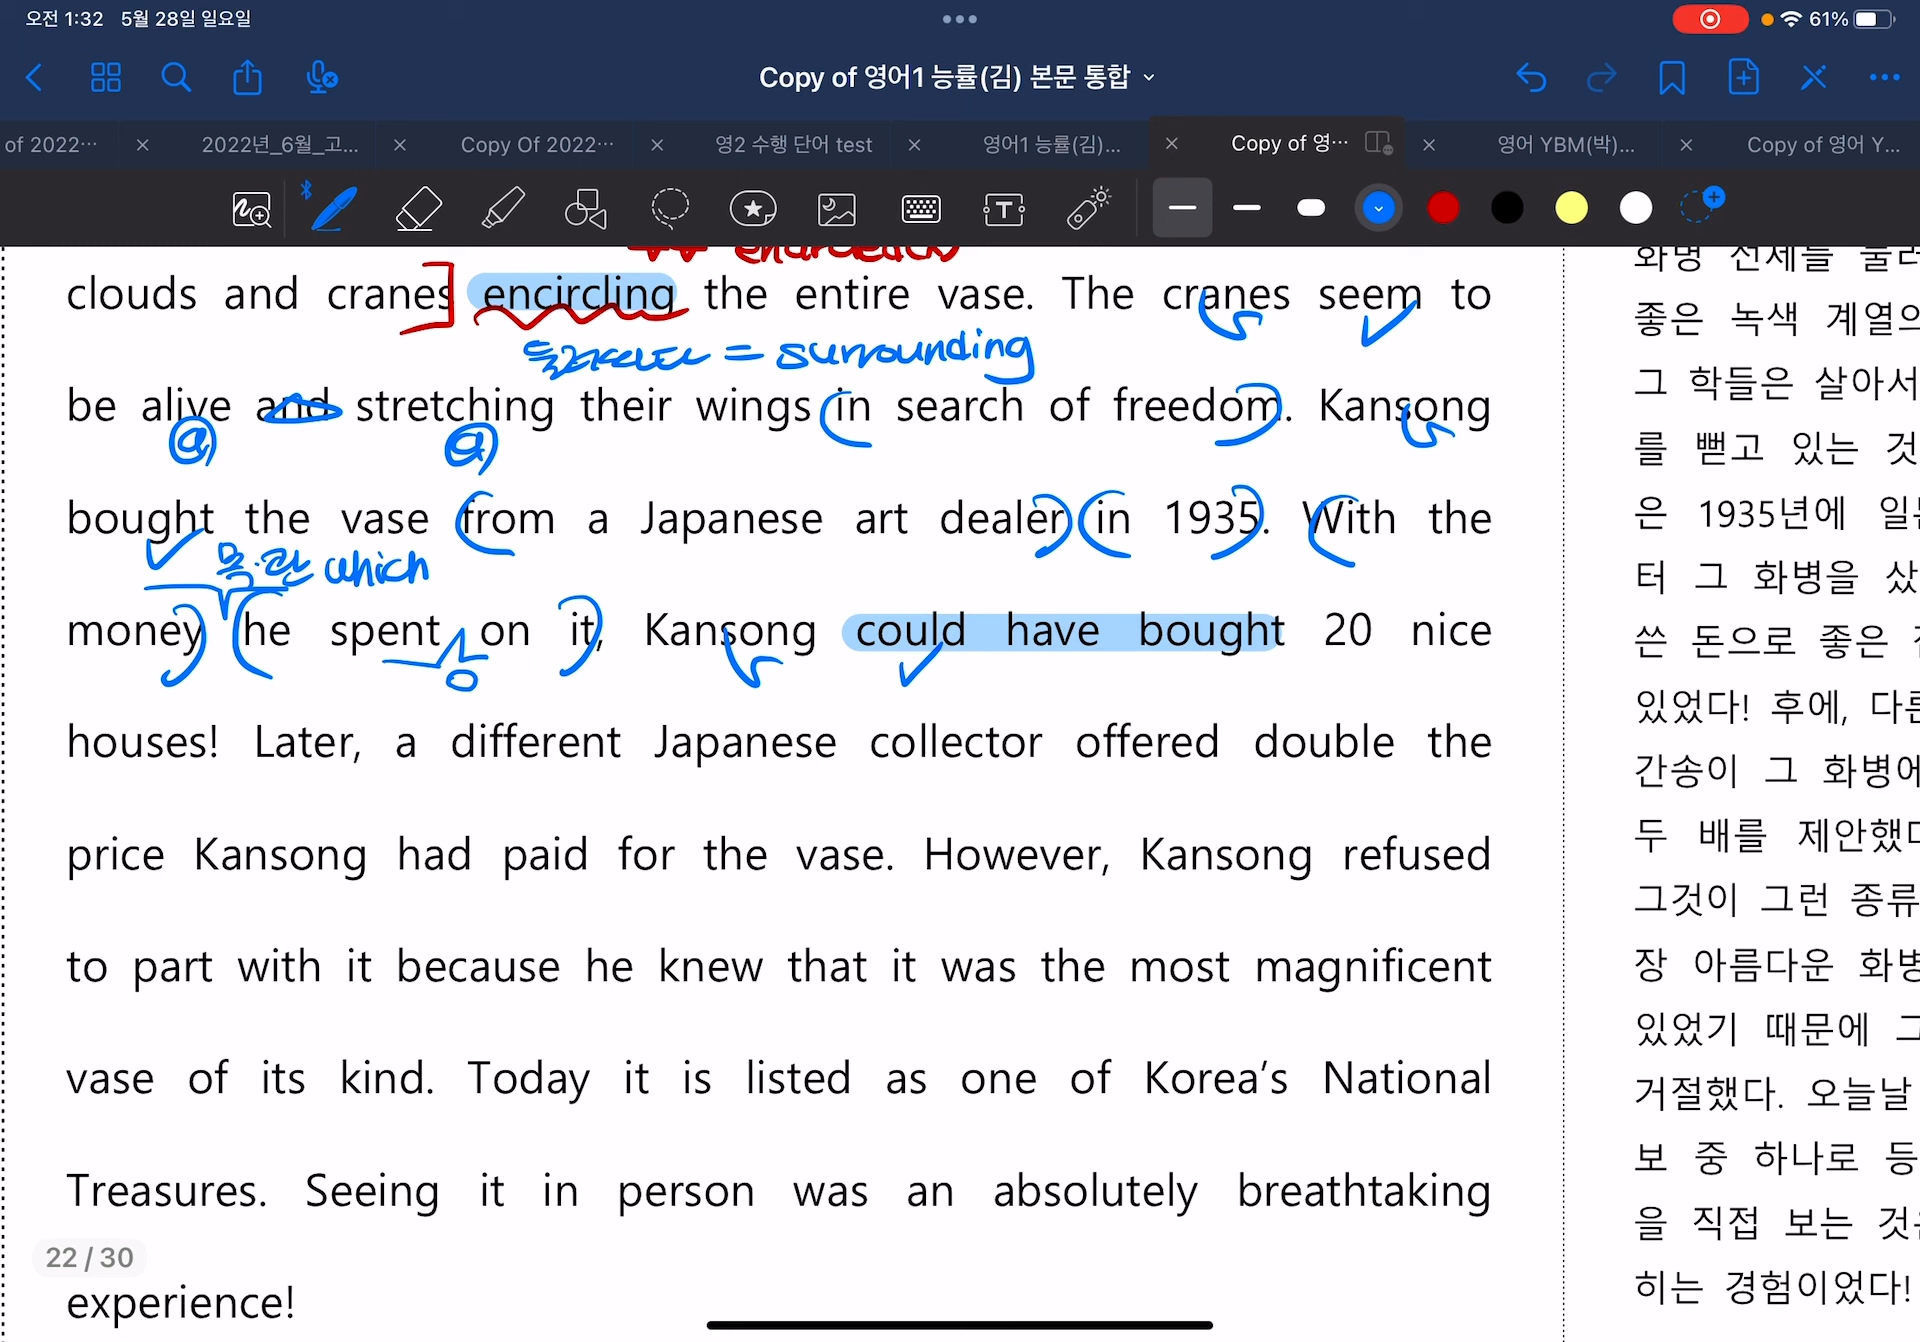 오전 1:32 5월 28일 일요일
61%
Copy of 영어1 능률(김) 본문 통합
of 2022⋯
2022년_6월_고...
Copy Of 2022⋯
영2 수행 단어 test
영어1 능률(김)...
Copy of 영⋯
영어 YBM(박)...
Copy of 영어 Y...
clouds and cranes] encircling the entire vase. The cranes seem to
= surrounding
be alive and stretching their wings (in search of freedom). Kansong
bought the vase (from a Japanese art dealer) (in 1935). (With the
목·관 which
money) (he spent on it), Kansong could have bought 20 nice
houses! Later, a different Japanese collector offered double the
price Kansong had paid for the vase. However, Kansong refused
to part with it because he knew that it was the most magnificent
vase of its kind. Today it is listed as one of Korea’s National
Treasures. Seeing it in person was an absolutely breathtaking
experience!
22 / 30
화병 전체를 둘러
좋은 녹색 계열으
그 학들은 살아서
를 뻗고 있는 것
은 1935년에 일본
터 그 화병을 샀
쓴 돈으로 좋은
있었다! 후에, 다른
간송이 그 화병에
두 배를 제안했다
그것이 그런 종류
장 아름다운 화병
있었기 때문에 그
거절했다. 오늘날
보 중 하나로 등
을 직접 보는 것은
히는 경험이었다!